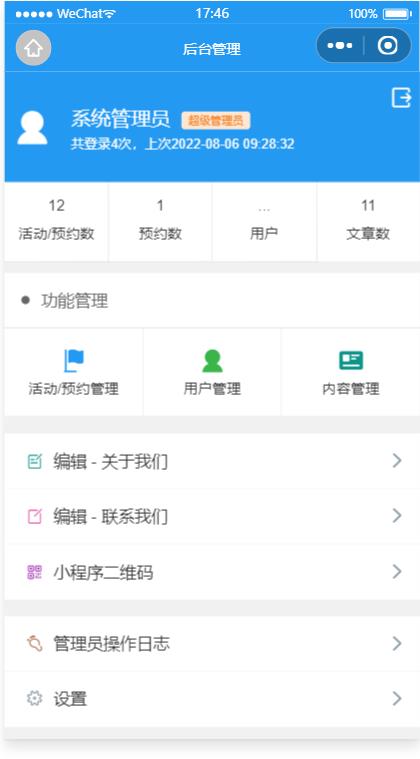 WeChat 17:46 100%
后台管理
系统管理员 超级管理员
共登录4次，上次2022-08-06 09:28:32
12 1 ... 11
活动/预约数 预约数 用户 文章数
功能管理
活动/预约管理 用户管理 内容管理
编辑 - 关于我们
编辑 - 联系我们
小程序二维码
管理员操作日志
设置